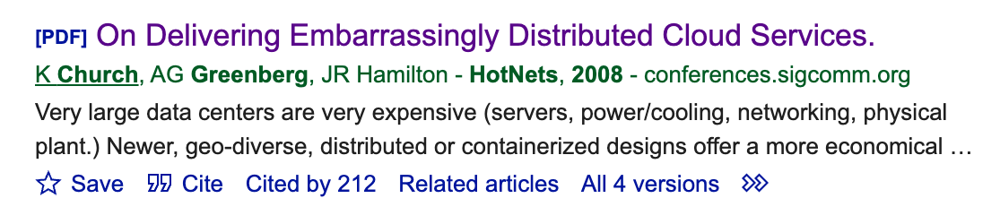 [PDF] On Delivering Embarrassingly Distributed Cloud Services.
K Church, AG Greenberg, JR Hamilton - HotNets, 2008 - conferences.sigcomm.org
Very large data centers are very expensive (servers, power/cooling, networking, physical
plant.) Newer, geo-diverse, distributed or containerized designs offer a more economical …
Save Cite Cited by 212 Related articles All 4 versions